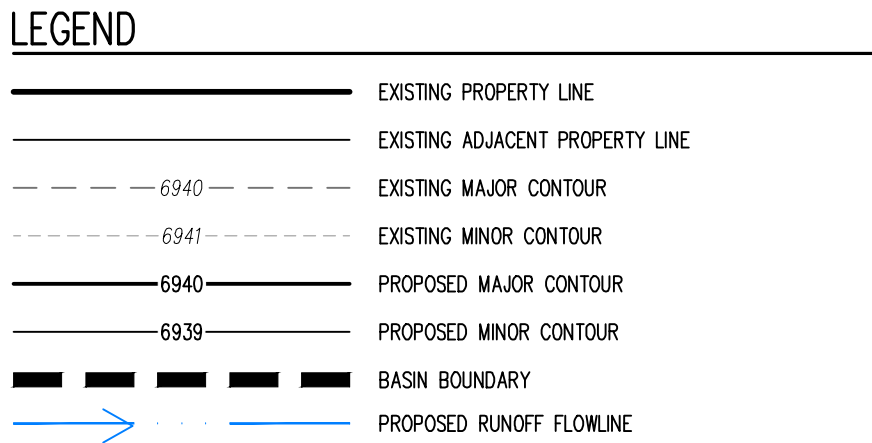 LEGEND
EXISTING PROPERTY LINE
EXISTING ADJACENT PROPERTY LINE
6940 EXISTING MAJOR CONTOUR
6941 EXISTING MINOR CONTOUR
6940 PROPOSED MAJOR CONTOUR
6939 PROPOSED MINOR CONTOUR
BASIN BOUNDARY
PROPOSED RUNOFF FLOWLINE